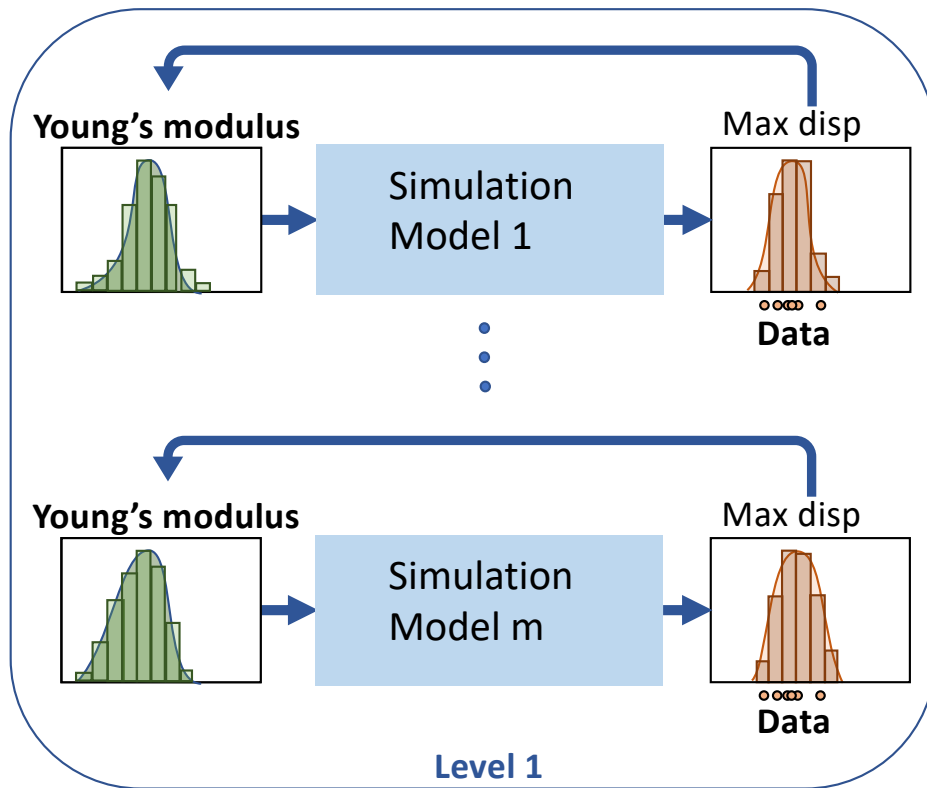 Young’s modulus
Max disp
Simulation
Model 1
Data
Young’s modulus
Max disp
Simulation
Model m
Data
Level 1